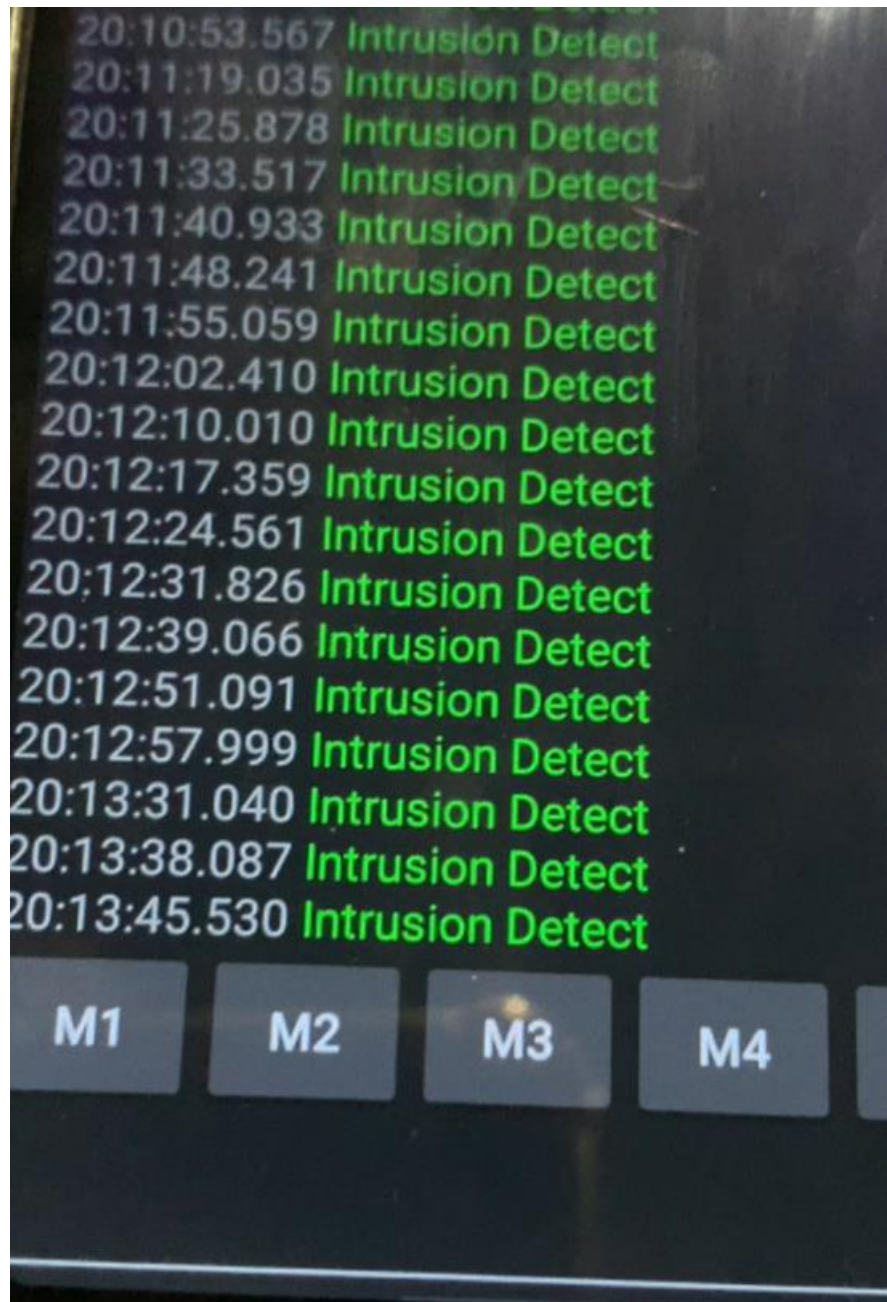 20:10:53.567 Intrusion Detect
20:11:19.035 Intrusion Detect
20:11:25.878 Intrusion Detect
20:11:33.517 Intrusion Detect
20:11:40.933 Intrusion Detect
20:11:48.241 Intrusion Detect
20:11:55.059 Intrusion Detect
20:12:02.410 Intrusion Detect
20:12:10.010 Intrusion Detect
20:12:17.359 Intrusion Detect
20:12:24.561 Intrusion Detect
20:12:31.826 Intrusion Detect
20:12:39.066 Intrusion Detect
20:12:51.091 Intrusion Detect
20:12:57.999 Intrusion Detect
20:13:31.040 Intrusion Detect
20:13:38.087 Intrusion Detect
20:13:45.530 Intrusion Detect
M1 M2 M3 M4